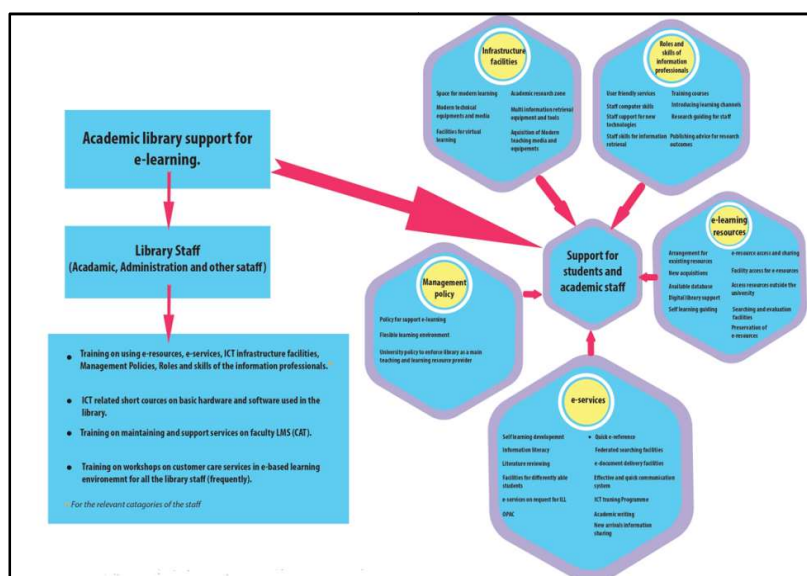 Academic library support for
e-learning.
Library Staff
(Acadamic, Administration and other sataff)
• Training on using e-resources, e-services, ICT infrastructure facilities,
Management Policies, Roles and skills of the information professionals.*
• ICT related short cources on basic hardware and software used in the
library.
• Training on maintaining and support services on faculty LMS (CAT).
• Training on workshops on customer care services in e-based learning
environemnt for all the library staff (frequently).
For the relevant catagories of the staff
Infrastructure
facilities
Space for modern learning
Modern technical
equipments and media
Facilities for virtual
learning
Academic research zone
Multi information retrieval
equipment and tools
Aquisition of Modern
teaching media and
equipements
Roles and
skills of
information
professionals
User friendly services
Staff computer skills
Staff support for new
technologies
Staff skills for information
retrieval
Training courses
Introducing learning channels
Research guiding for staff
Publishing advice for research
outcomes
Support for
students and
academic staff
e-learning
resources
Arrangement for
exsisting resources
New acquisitions
Available database
Digital library support
Self learning guiding
e-resource access and sharing
Facility access for e-resources
Access resources outside the
university
Searching and evaluation
facilities
Preservation of
e-resources
Management
policy
Policy for support e-learning
Flexible learning environment
University policy to enforce library as a main
teaching and learning resource provider
e-services
Self learning development
Information literacy
Literature reviewing
Facilities for differently able
students
e-services on request for ILL
OPAC
• Quick e-reference
Federated searching facilities
e-document delivery facilities
Effective and quick communication
system
ICT traning Programme
Academic writing
New arrivals information
sharing